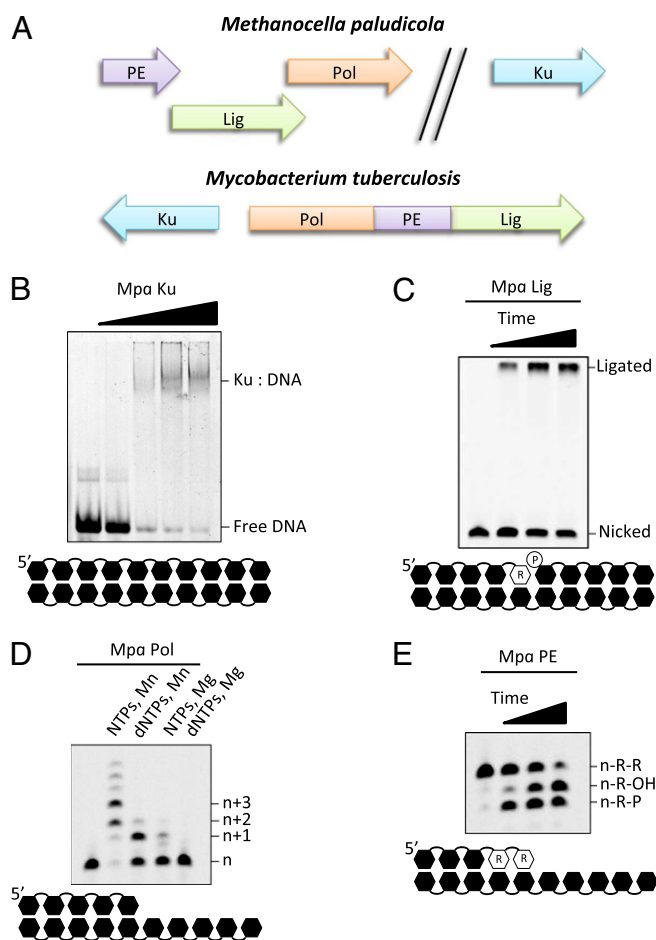 A
Methanocella paludicola
PE
Pol
Ku
Lig
Mycobacterium tuberculosis
Ku
Pol
PE
Lig
B
Mpa Ku
Ku : DNA
Free DNA
5’
C
Mpa Lig
Time
Ligated
Nicked
P
5’
R
D
Mpa Pol
NTPs, Mn
dNTPs, Mn
NTPs, Mg
dNTPs, Mg
n+3
n+2
n+1
n
5’
E
Mpa PE
Time
n-R-R
n-R-OH
n-R-P
5’
R R